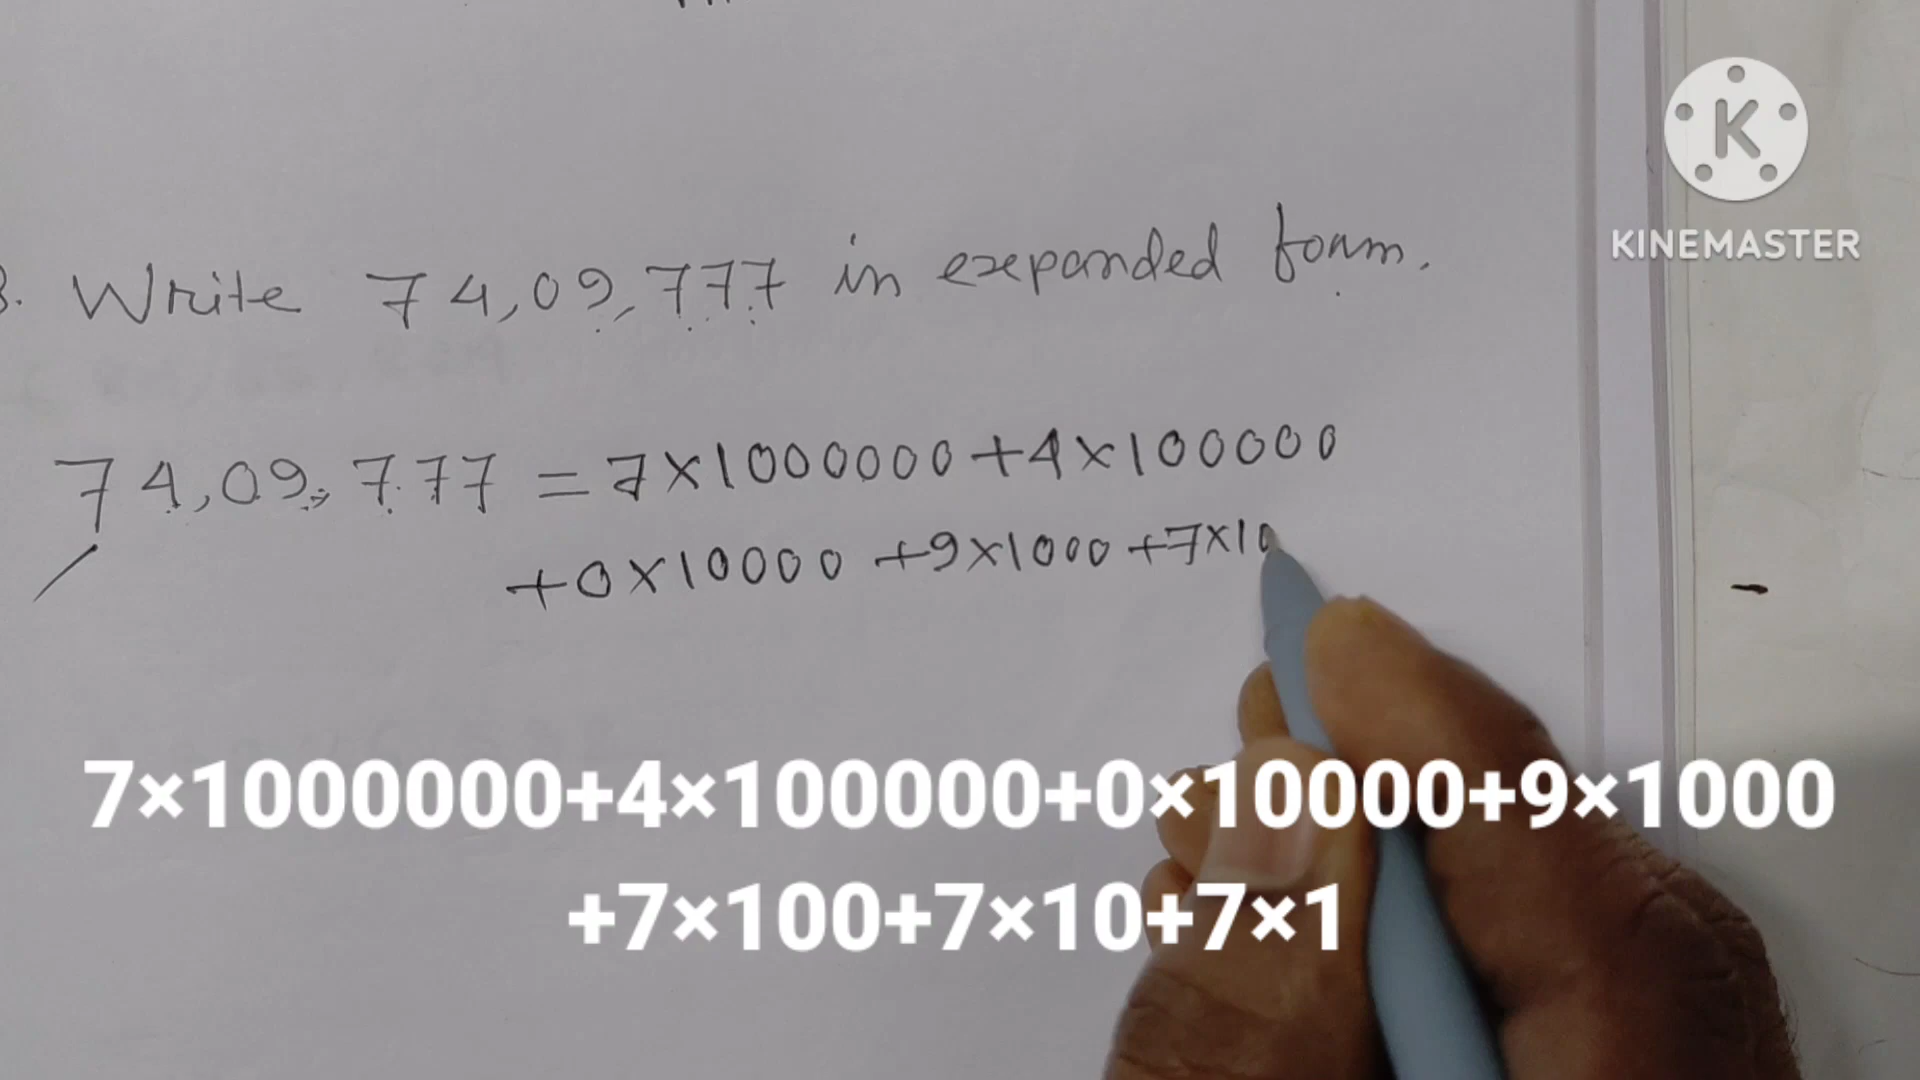 K
KINEMASTER
3. Write 74,09,777 in expanded form.
74,09,777 = 7×1000000+4×100000
+0×10000 +9×1000 +7×10
7×1000000+4×100000+0×10000+9×1000
+7×100+7×10+7×1